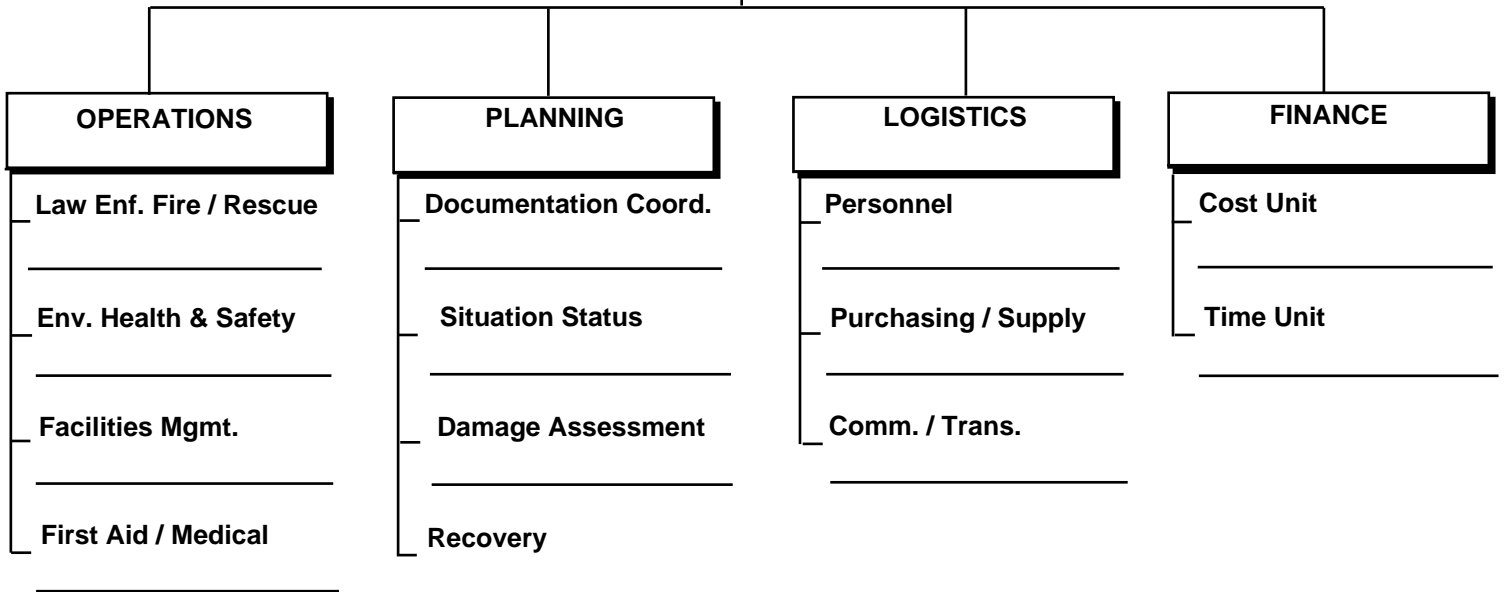 OPERATIONS
Law Enf. Fire / Rescue
Env. Health & Safety
Facilities Mgmt.
First Aid / Medical
PLANNING
Documentation Coord.
Situation Status
Damage Assessment
Recovery
LOGISTICS
Personnel
Purchasing / Supply
Comm. / Trans.
FINANCE
Cost Unit
Time Unit